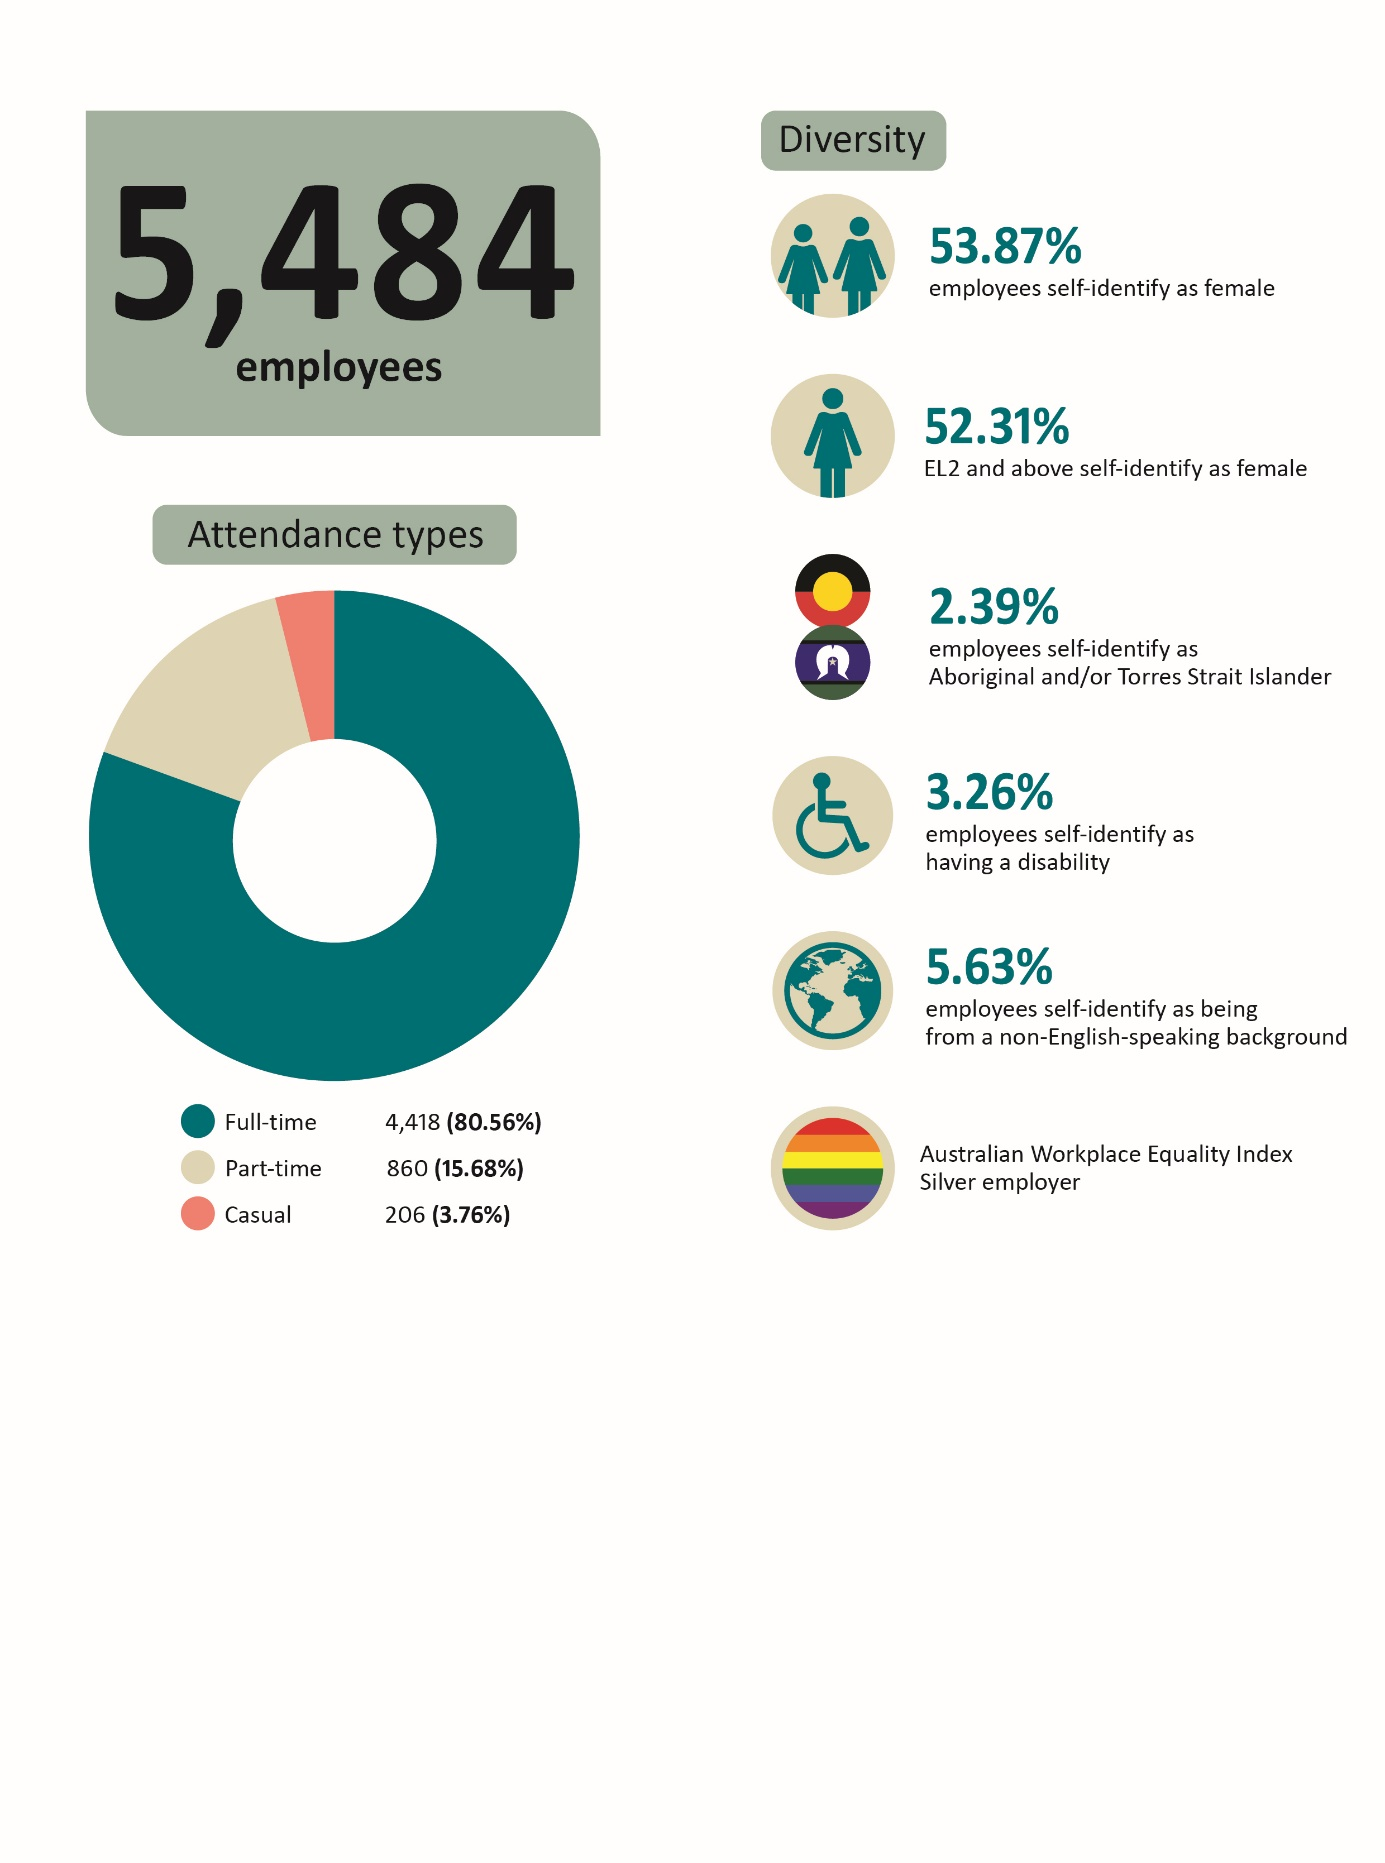 5,484
employees
Attendance types
Full-time 4,418 (80.56%)
Part-time 860 (15.68%)
Casual 206 (3.76%)
Diversity
53.87%
employees self-identify as female
52.31%
EL2 and above self-identify as female
2.39%
employees self-identify as
Aboriginal and/or Torres Strait Islander
3.26%
employees self-identify as
having a disability
5.63%
employees self-identify as being
from a non-English-speaking background
Australian Workplace Equality Index
Silver employer